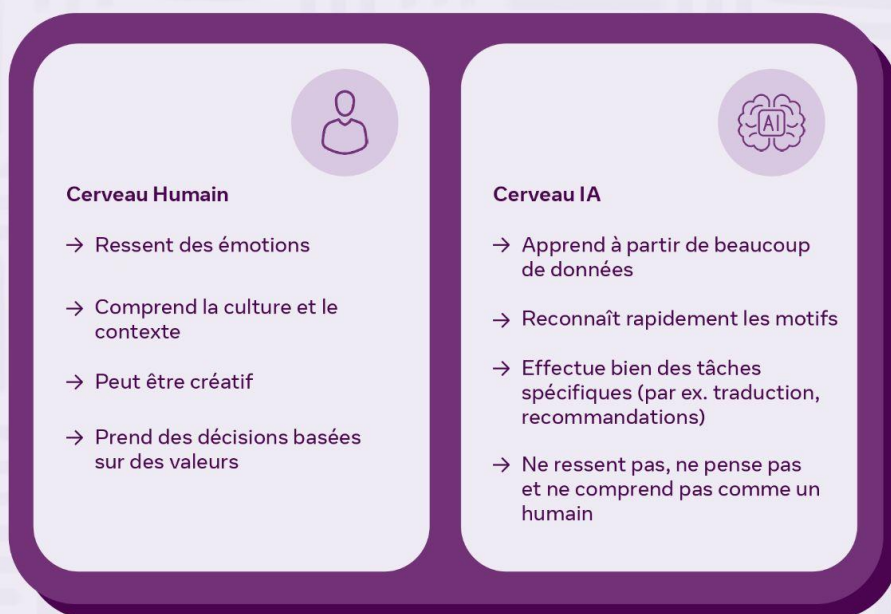 Cerveau Humain
→ Ressent des émotions
→ Comprend la culture et le
contexte
→ Peut être créatif
→ Prend des décisions basées
sur des valeurs
AI
Cerveau IA
→ Apprend à partir de beaucoup
de données
→ Reconnaît rapidement les motifs
→ Effectue bien des tâches
spécifiques (par ex. traduction,
recommandations)
→ Ne ressent pas, ne pense pas
et ne comprend pas comme un
humain